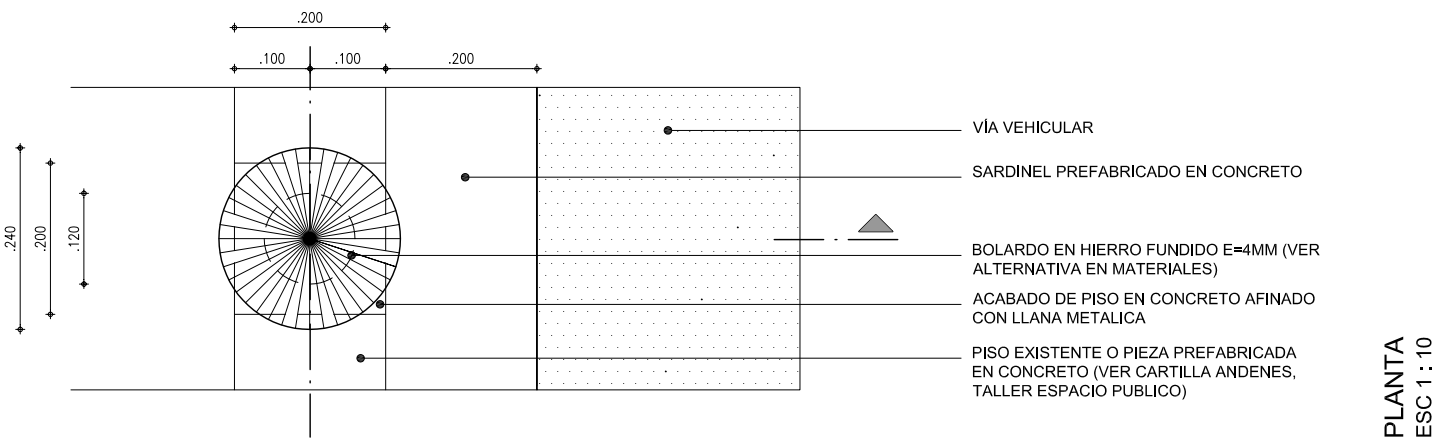 .200
.100
.100
.200
.240
.200
.120
VÍA VEHICULAR
SARDINEL PREFABRICADO EN CONCRETO
BOLARDO EN HIERRO FUNDIDO E=4MM (VER
ALTERNATIVA EN MATERIALES)
ACABADO DE PISO EN CONCRETO AFINADO
CON LLANA METALICA
PISO EXISTENTE O PIEZA PREFABRICADA
EN CONCRETO (VER CARTILLA ANDENES,
TALLER ESPACIO PUBLICO)
PLANTA
ESC 1 : 10